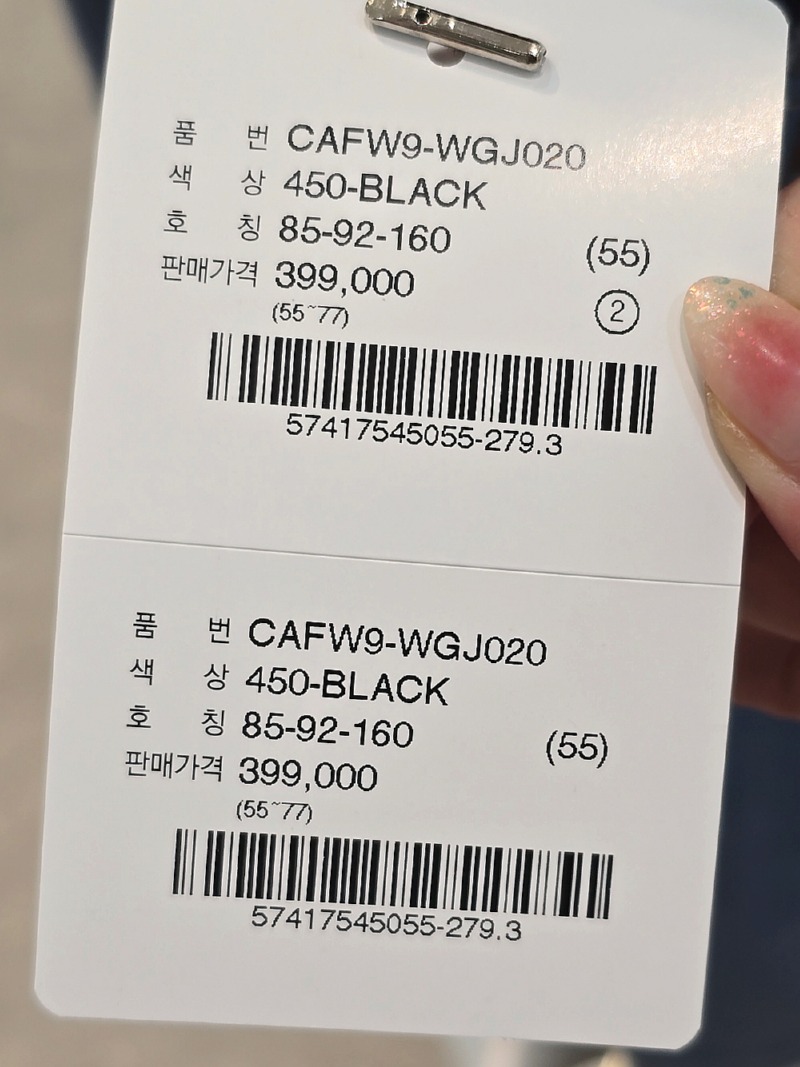 품 번 CAFW9-WGJ020
색 상 450-BLACK
호 칭 85-92-160 (55)
판매가격 399,000
(55~77) ②
57417545055-279.3
품 번 CAFW9-WGJ020
색 상 450-BLACK
호 칭 85-92-160 (55)
판매가격 399,000
(55~77)
57417545055-279.3